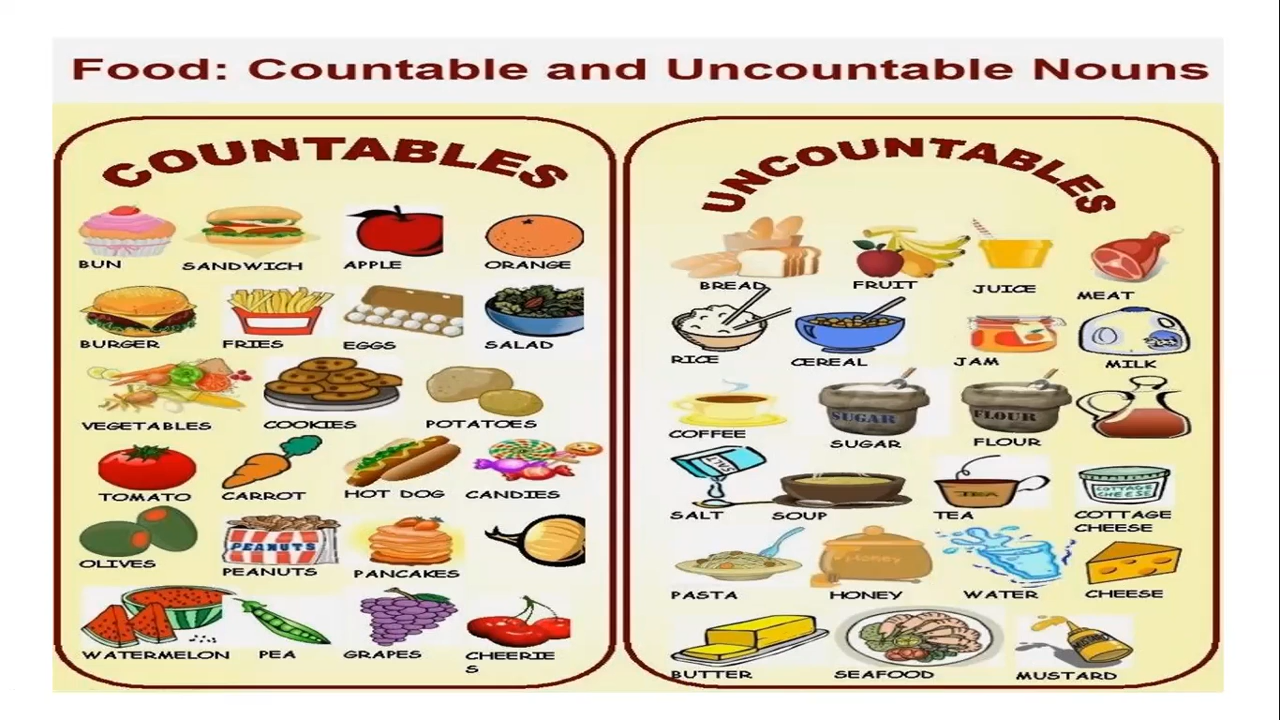 Food: Countable and Uncountable Nouns
COUNTABLES
BUN SANDWICH APPLE ORANGE
BURGER FRIES EGGS SALAD
VEGETABLES COOKIES POTATOES
TOMATO CARROT HOT DOG CANDIES
OLIVES PEANUTS PEANUTS PANCAKES
WATERMELON PEA GRAPES CHEERIE
S
UNCOUNTABLES
BREAD FRUIT JUICE MEAT
RICE CEREAL JAM MILK
COFFEE SUGAR SUGAR FLOUR FLOUR
SALT SALT SOUP TEA TEA COTTAGE CHEESE COTTAGE
CHEESE
PASTA Honey HONEY WATER CHEESE
BUTTER SEAFOOD MUSTARD